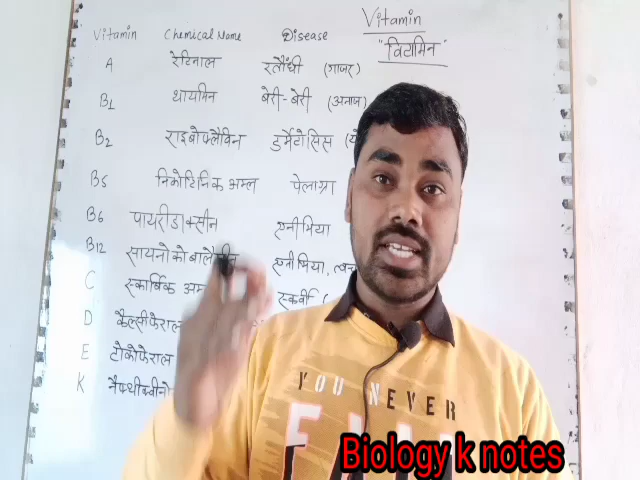 Vitamin
"विटामिन"
Vitamin Chemical Name Disease
A रेटिनाल रतौंधी (गाजर)
B1 थायमिन बेरी-बेरी (अनाज)
B2 राइबोफ्लैविन डर्मेटोसिस
B5 निकोटिनिक अम्ल पेलाग्रा
B6 पायरीडाक्सीन एनीमिया
B12 सायनोकोबालमीन एनीमिया,
C स्कार्बिक स्कर्वी
D कैल्सीफेराल
E टोकोफेराल
K
YOU NEVER
Biology k notes